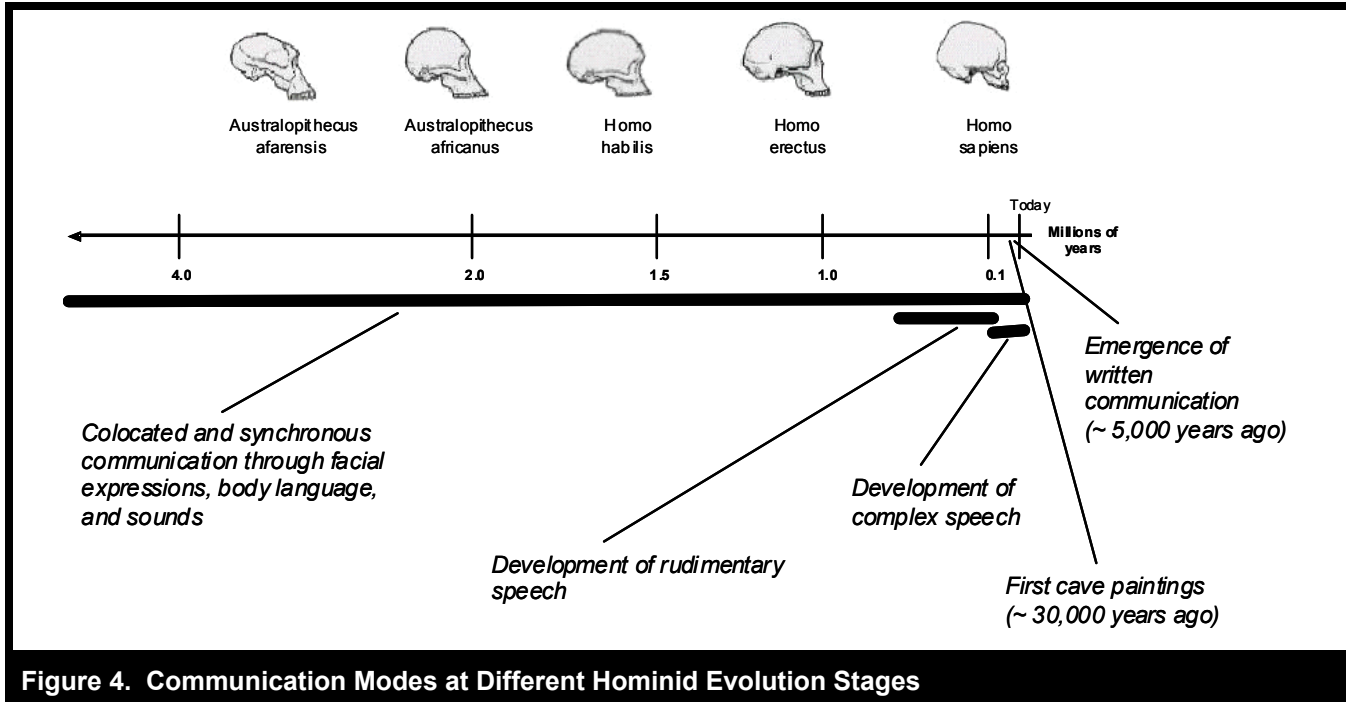 Australopithecus
afarensis
Australopithecus
africanus
Homo
habilis
Homo
erectus
Homo
sapiens
Today
Millions of
years
4.0
2.0
1.5
1.0
0.1
Colocated and synchronous
communication through facial
expressions, body language,
and sounds
Development of rudimentary
speech
Development of
complex speech
Emergence of
written
communication
(~ 5,000 years ago)
First cave paintings
(~ 30,000 years ago)
Figure 4. Communication Modes at Different Hominid Evolution Stages